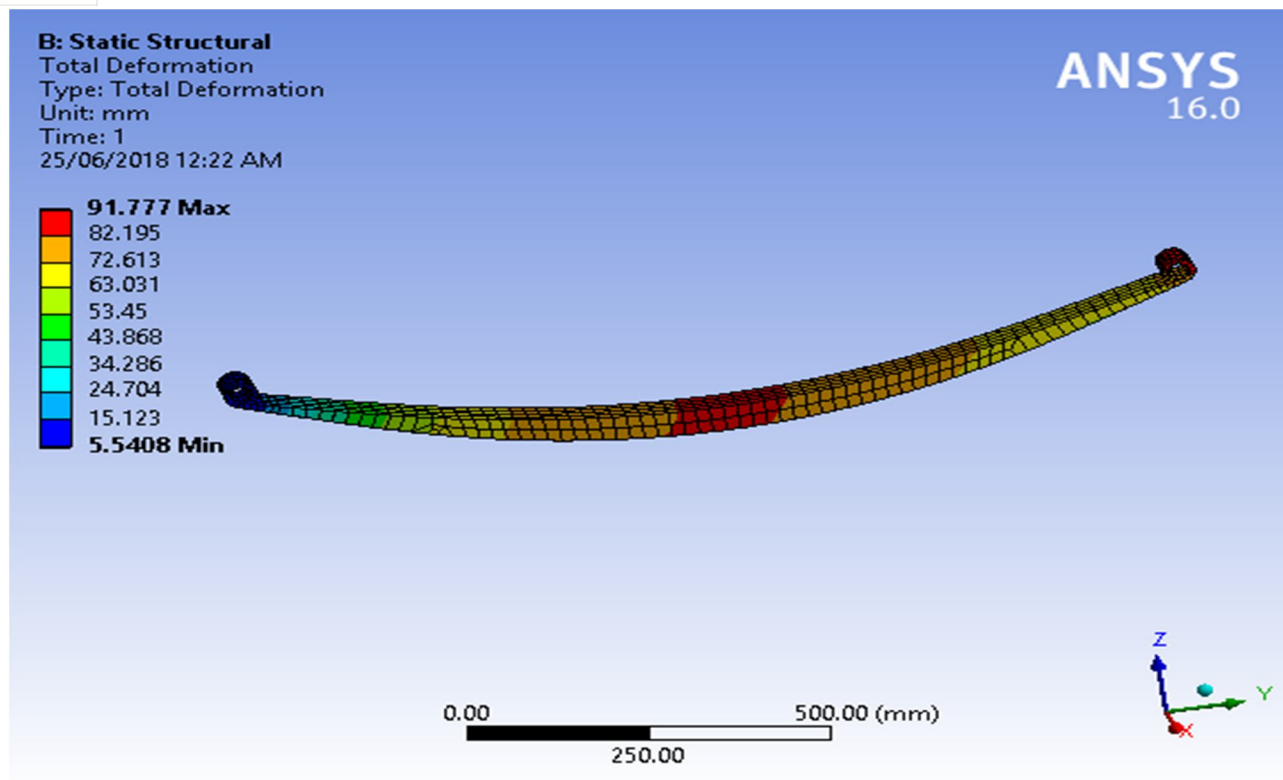 B: Static Structural
Total Deformation
Type: Total Deformation
Unit: mm
Time: 1
25/06/2018 12:22 AM
ANSYS
16.0
91.777 Max
82.195
72.613
63.031
53.45
43.868
34.286
24.704
15.123
5.5408 Min
0.00
500.00 (mm)
250.00
Z
Y
X